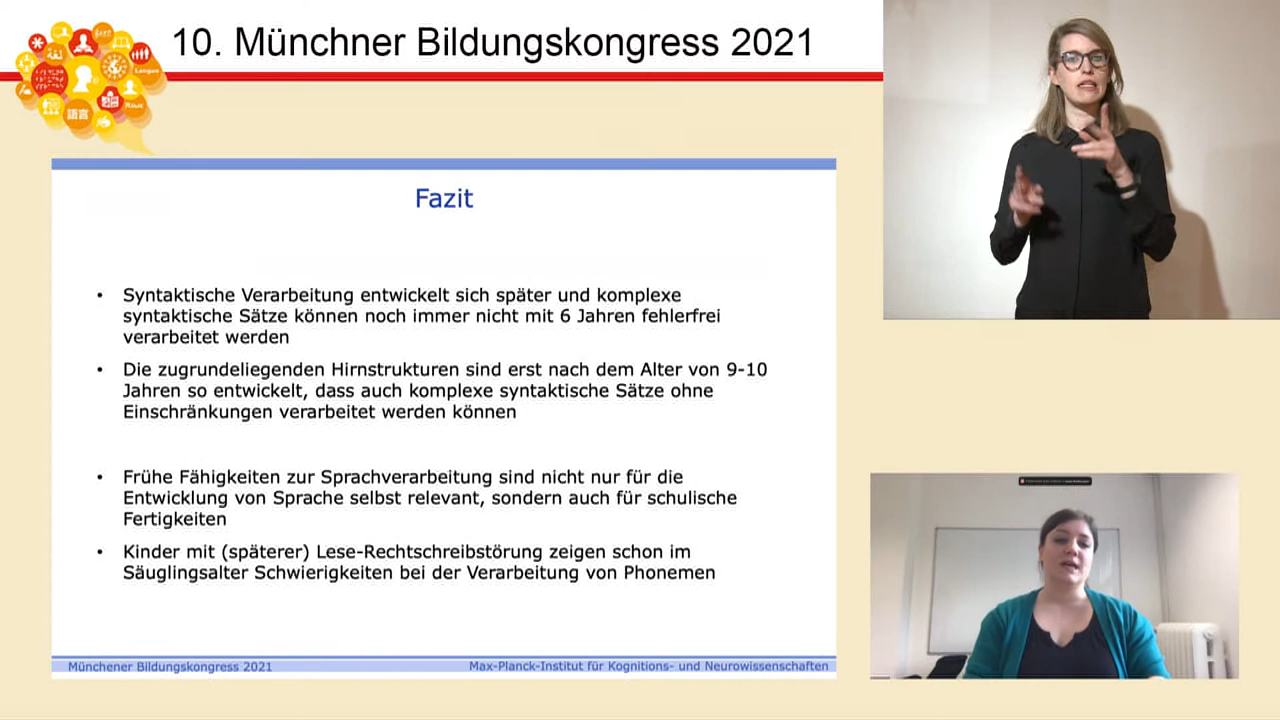 10. Münchner Bildungskongress 2021
語言
Fazit
• Syntaktische Verarbeitung entwickelt sich später und komplexe
syntaktische Sätze können noch immer nicht mit 6 Jahren fehlerfrei
verarbeitet werden
• Die zugrundeliegenden Hirnstrukturen sind erst nach dem Alter von 9-10
Jahren so entwickelt, dass auch komplexe syntaktische Sätze ohne
Einschränkungen verarbeitet werden können
• Frühe Fähigkeiten zur Sprachverarbeitung sind nicht nur für die
Entwicklung von Sprache selbst relevant, sondern auch für schulische
Fertigkeiten
• Kinder mit (späterer) Lese-Rechtschreibstörung zeigen schon im
Säuglingsalter Schwierigkeiten bei der Verarbeitung von Phonemen
Münchener Bildungskongress 2021
Max-Planck-Institut für Kognitions- und Neurowissenschaften